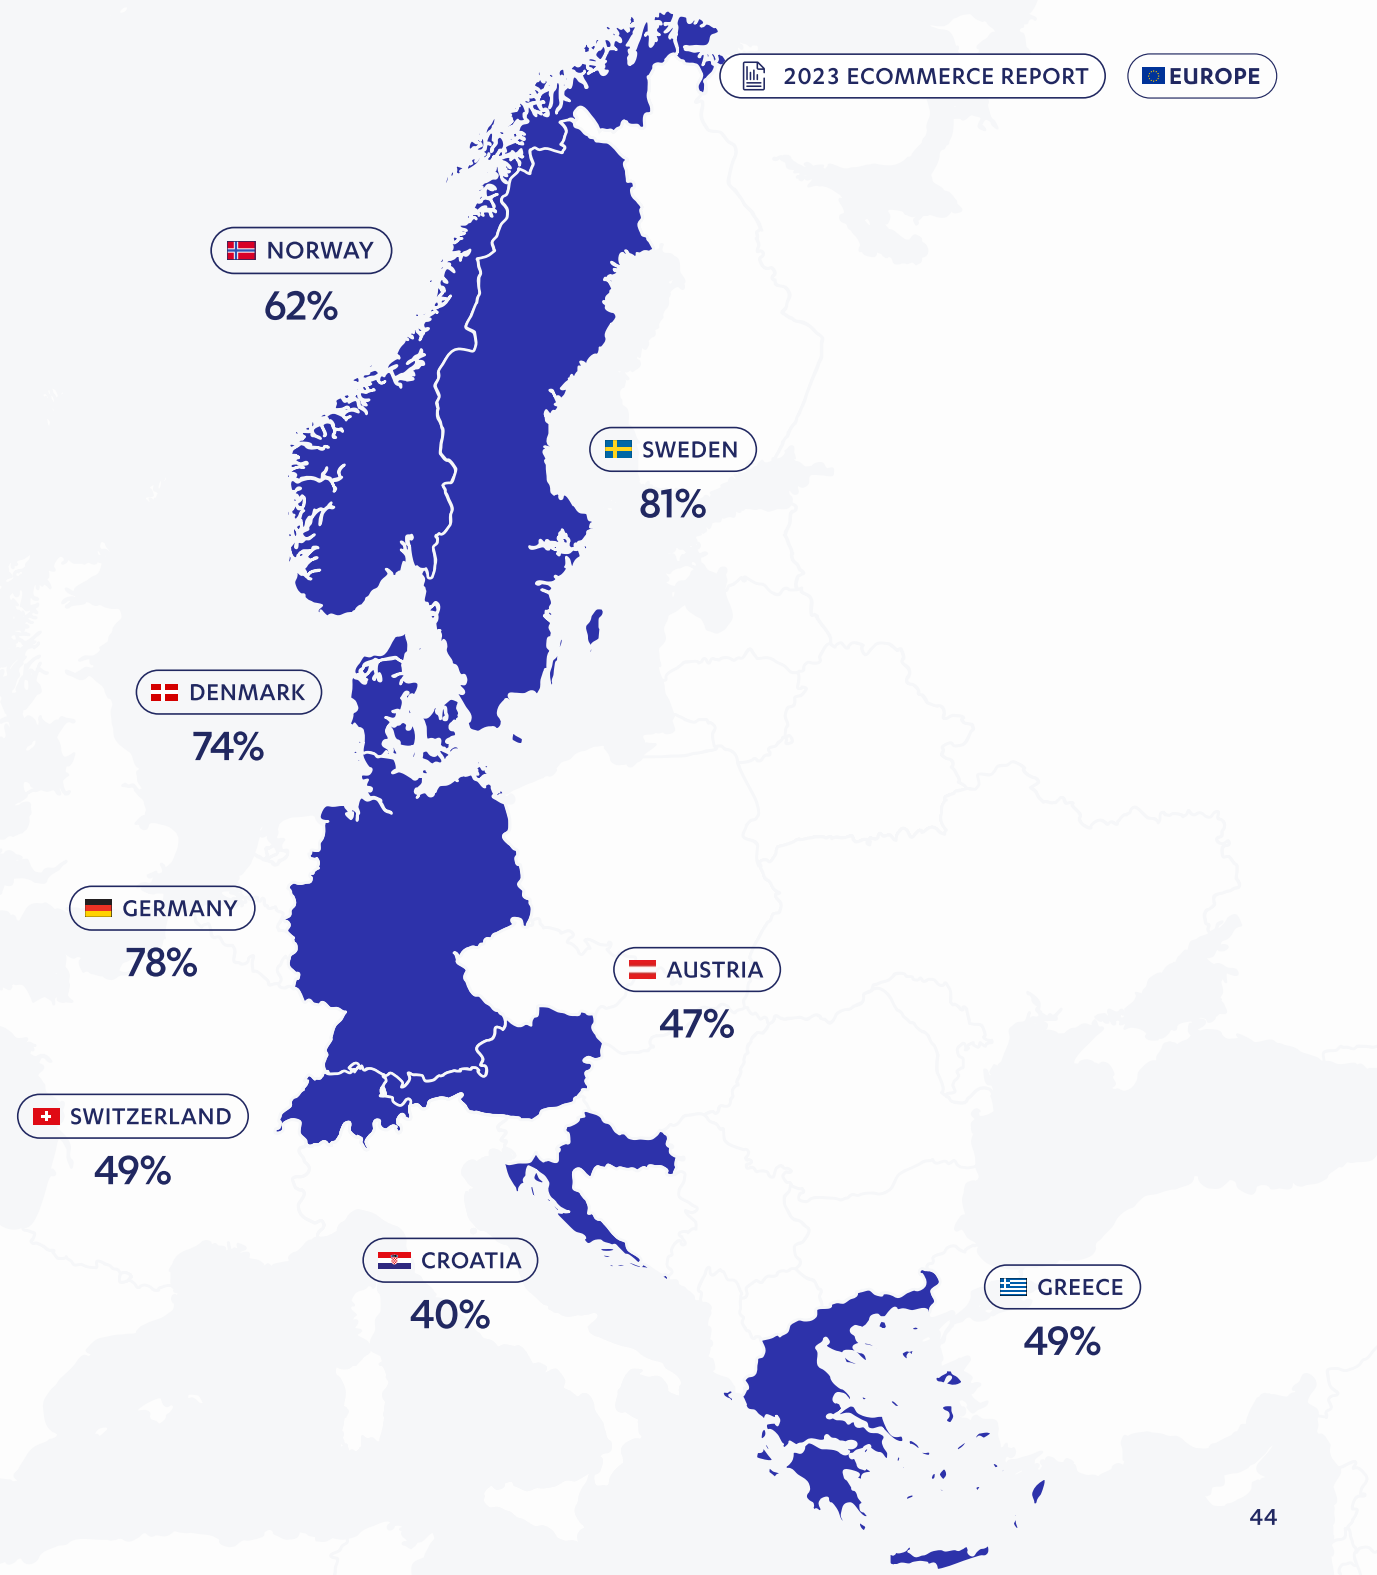 2023 ECOMMERCE REPORT
EUROPE
NORWAY
62%
SWEDEN
81%
DENMARK
74%
GERMANY
78%
AUSTRIA
47%
SWITZERLAND
49%
CROATIA
40%
GREECE
49%
44